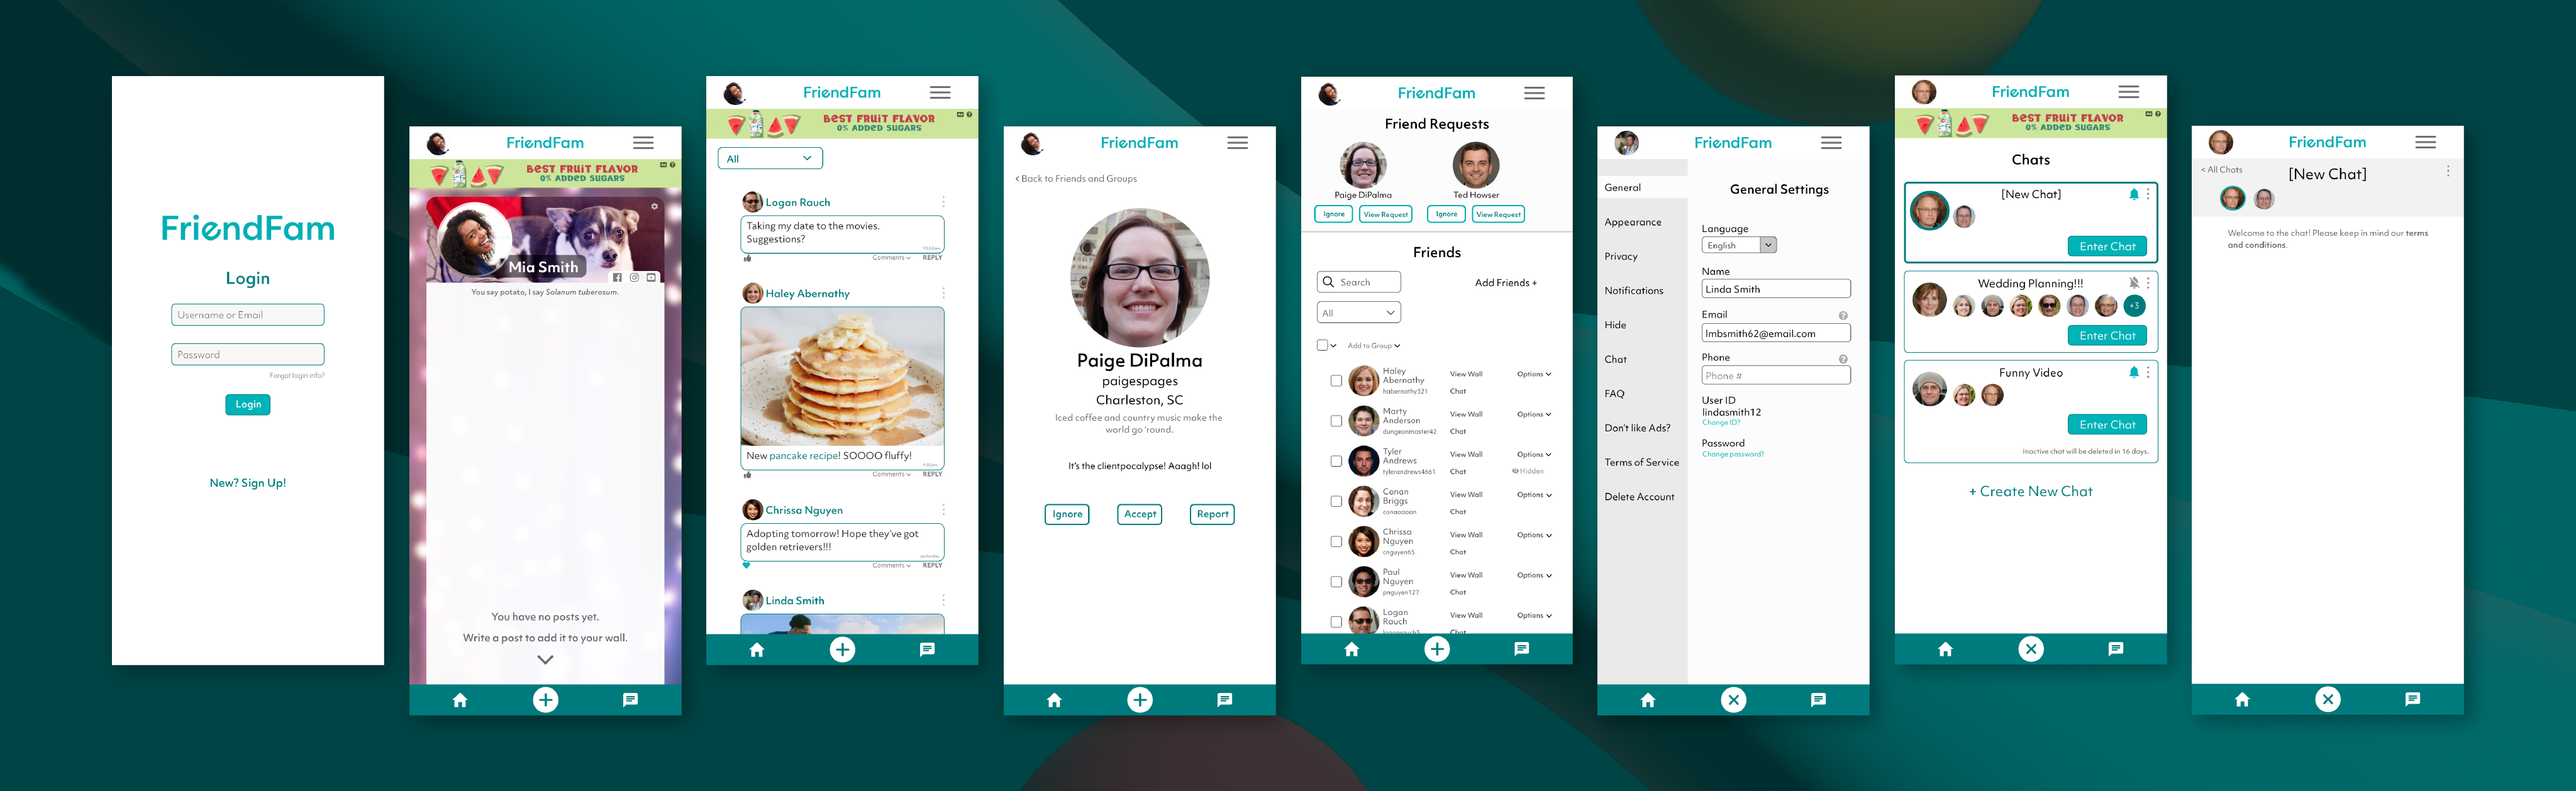 FriendFam
Login
Username or Email
Password
Forgot login info?
Login
New? Sign Up!
FriendFam
BEST FRUIT FLAVOR
0% ADDED SUGARS
Ad
Mia Smith
You say potato, I say Solanum tuberosum.
You have no posts yet.
Write a post to add it to your wall.
FriendFam
BEST FRUIT FLAVOR
0% ADDED SUGARS
Ad
All
Logan Rauch
Taking my date to the movies.
Suggestions?
Comments
REPLY
Haley Abernathy
New pancake recipe! SOOOO fluffy!
Comments
REPLY
Chrissa Nguyen
Adopting tomorrow! Hope they've got
golden retrievers!!!
yesterday
Comments
REPLY
Linda Smith
FriendFam
< Back to Friends and Groups
Paige DiPalma
paigespages
Charleston, SC
Iced coffee and country music make the
world go 'round.
It's the clientpocalypse! Aaagh! lol
Ignore
Accept
Report
FriendFam
Friend Requests
Paige DiPalma
Ignore
View Request
Ted Howser
Ignore
View Request
Friends
Search
Add Friends +
All
Add to Group
Haley
Abernathy
habernathy321
View Wall
Chat
Options
Marty
Anderson
dungeonmaster42
View Wall
Chat
Options
Tyler
Andrews
tylerandrews4661
View Wall
Chat
Options
Hidden
Conan
Briggs
conaaaoan
View Wall
Chat
Options
Chrissa
Nguyen
cnguyen65
View Wall
Chat
Options
Paul
Nguyen
pnguyen127
View Wall
Chat
Options
Logan
Rauch
loganrauch5
View Wall
Chat
Options
FriendFam
General
Appearance
Privacy
Notifications
Hide
Chat
FAQ
Don't like Ads?
Terms of Service
Delete Account
General Settings
Language
English
Name
Linda Smith
Email
?
lmbsmith62@email.com
Phone
?
Phone #
User ID
lindasmith12
Change ID?
Password
Change password?
FriendFam
BEST FRUIT FLAVOR
0% ADDED SUGARS
Ad
Chats
[New Chat]
Enter Chat
Wedding Planning!!!
+3
Enter Chat
Funny Video
Enter Chat
Inactive chat will be deleted in 16 days.
+ Create New Chat
FriendFam
< All Chats
[New Chat]
Welcome to the chat! Please keep in mind our terms
and conditions.